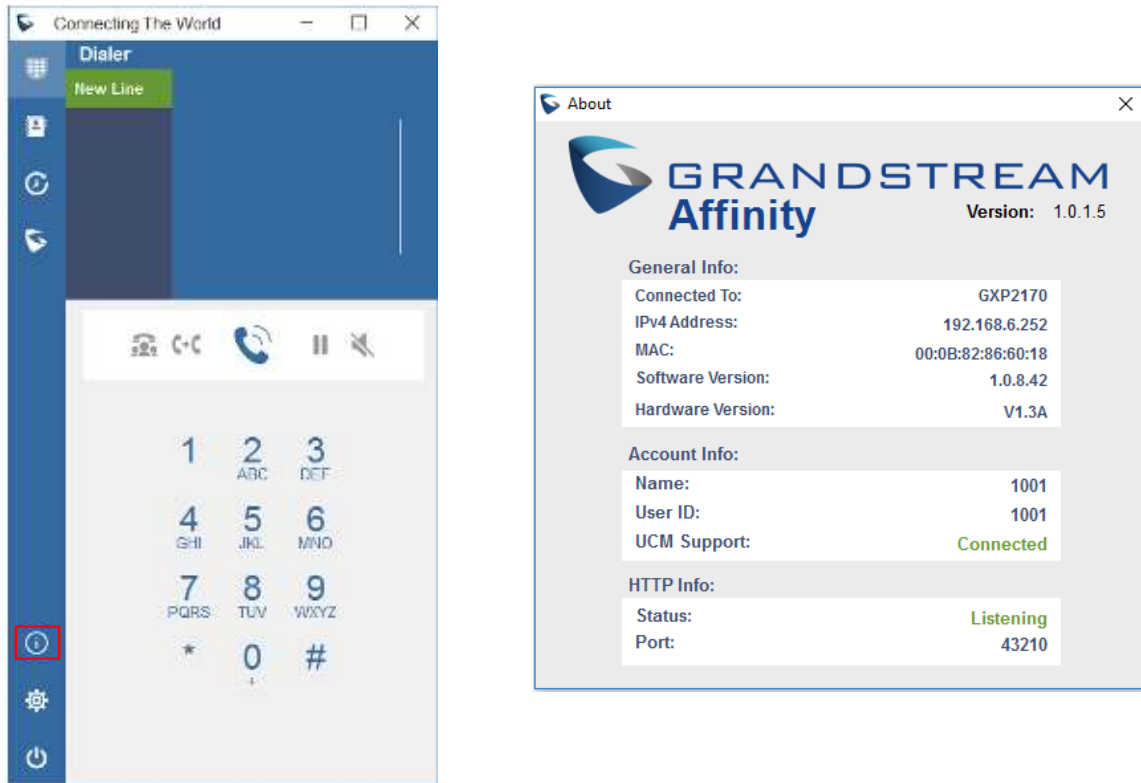 Connecting The World
Dialer
New Line
1
2
ABC
3
DEF
4
GHI
5
JKL
6
MNO
7
PQRS
8
TUV
9
WXYZ
*
0
+
#
About
GRANDSTREAM
Affinity
Version: 1.0.1.5
General Info:
Connected To: GXP2170
IPv4 Address: 192.168.6.252
MAC: 00:0B:82:86:60:18
Software Version: 1.0.8.42
Hardware Version: V1.3A
Account Info:
Name: 1001
User ID: 1001
UCM Support: Connected
HTTP Info:
Status: Listening
Port: 43210